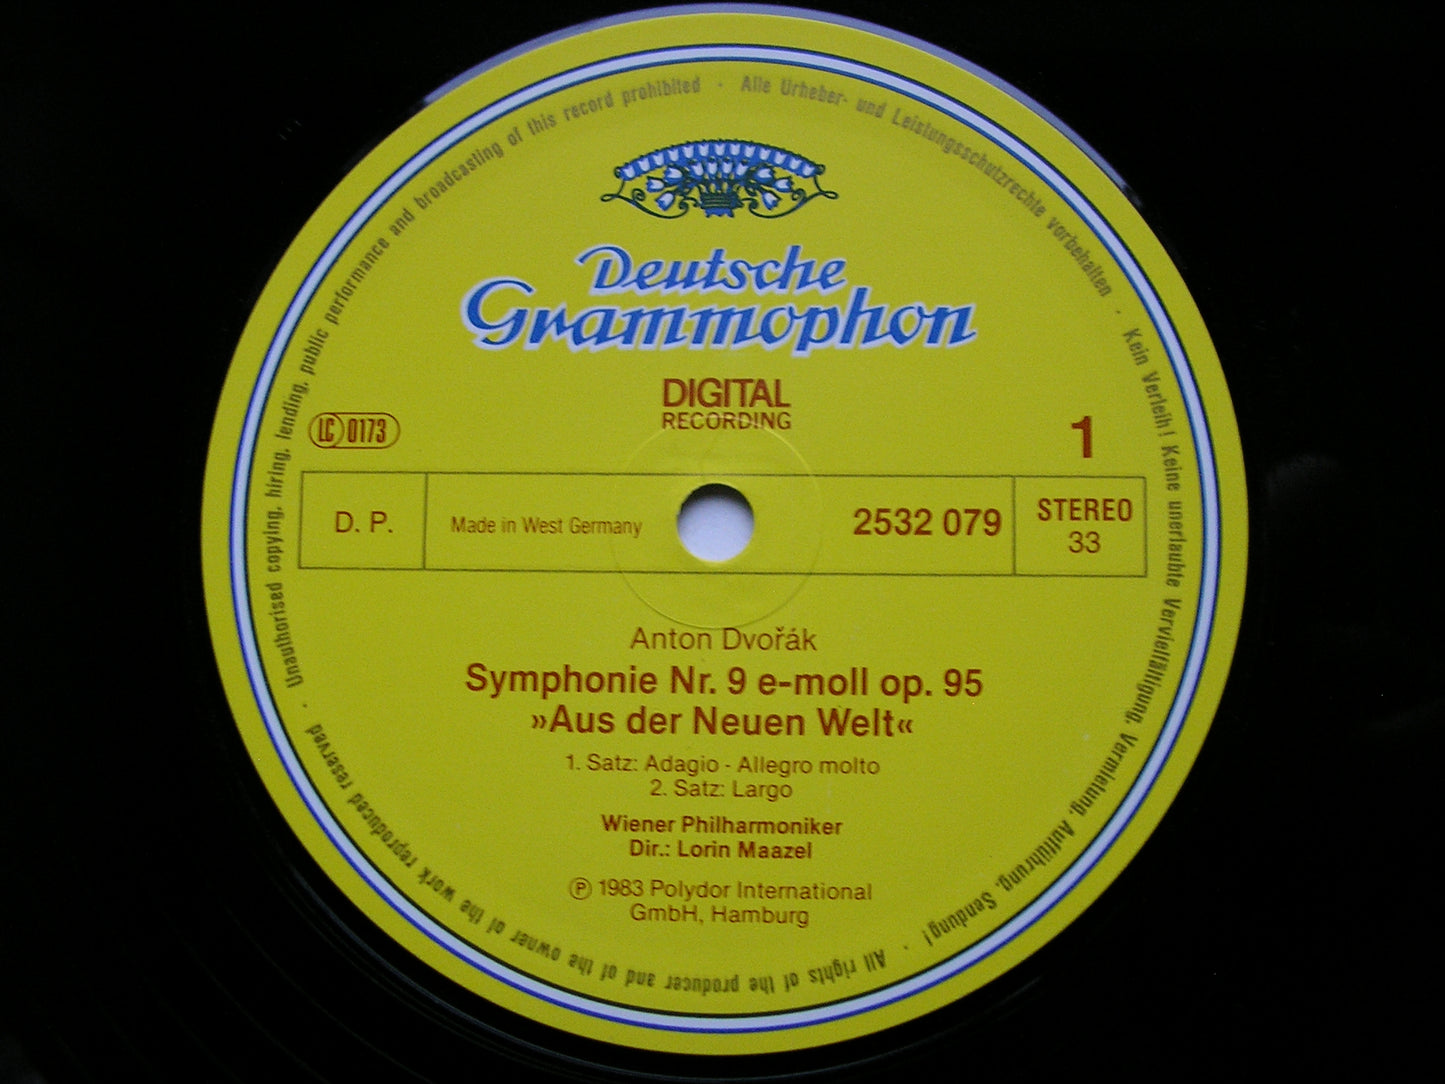 Deutsche
Grammophon
DIGITAL
RECORDING
LC 0173
1
D. P.
Made in West Germany
2532 079
STEREO
33
Anton Dvořák
Symphonie Nr. 9 e-moll op. 95
»Aus der Neuen Welt«
1. Satz: Adagio - Allegro molto
2. Satz: Largo
Wiener Philharmoniker
Dir.: Lorin Maazel
Ⓟ 1983 Polydor International
GmbH, Hamburg
Alle Urheber- und Leistungsschutzrechte vorbehalten · Kein Verleih! Keine unerlaubte Vervielfältigung, Vermietung, Aufführung, Sendung! · All rights of the producer and of the owner of the work reproduced reserved · Unauthorised copying, hiring, lending, public performance and broadcasting of this record prohibited ·